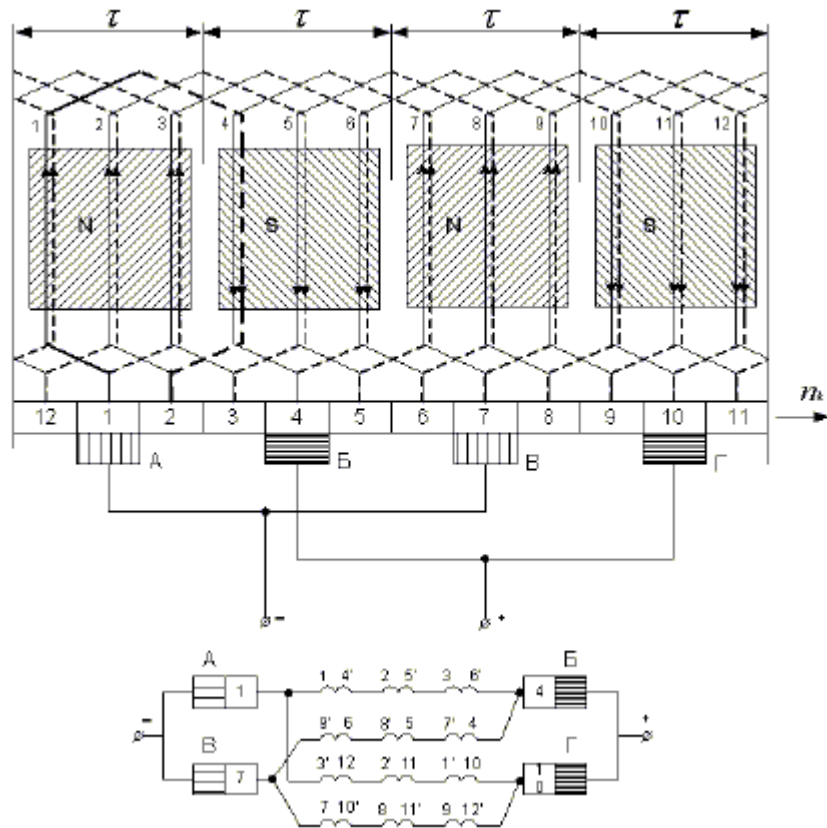 τ τ τ τ
1 2 3 4 5 6 7 8 9 10 11 12
N S N S
12 1 2 3 4 5 6 7 8 9 10 11
А Б В Г
ø - ø +
А Б
1 1 4' 2 5' 3 6' 4
- +
ø 9' 6 8' 5 7' 4 ø
В Г
7 3' 12 2' 11 1' 10 10
7 10' 8 11' 9 12'